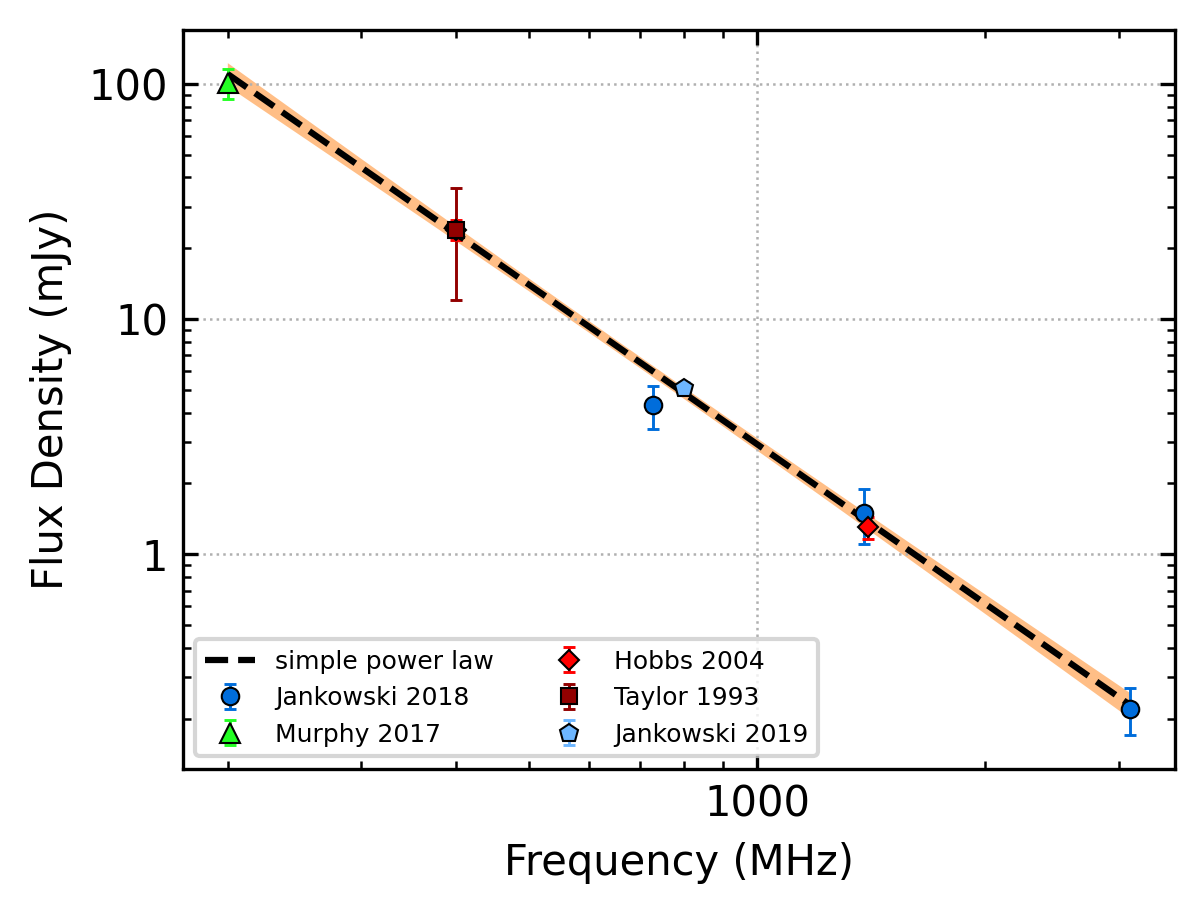 100
10
1
Flux Density (mJy)
simple power law
Jankowski 2018
Murphy 2017
Hobbs 2004
Taylor 1993
Jankowski 2019
1000
Frequency (MHz)